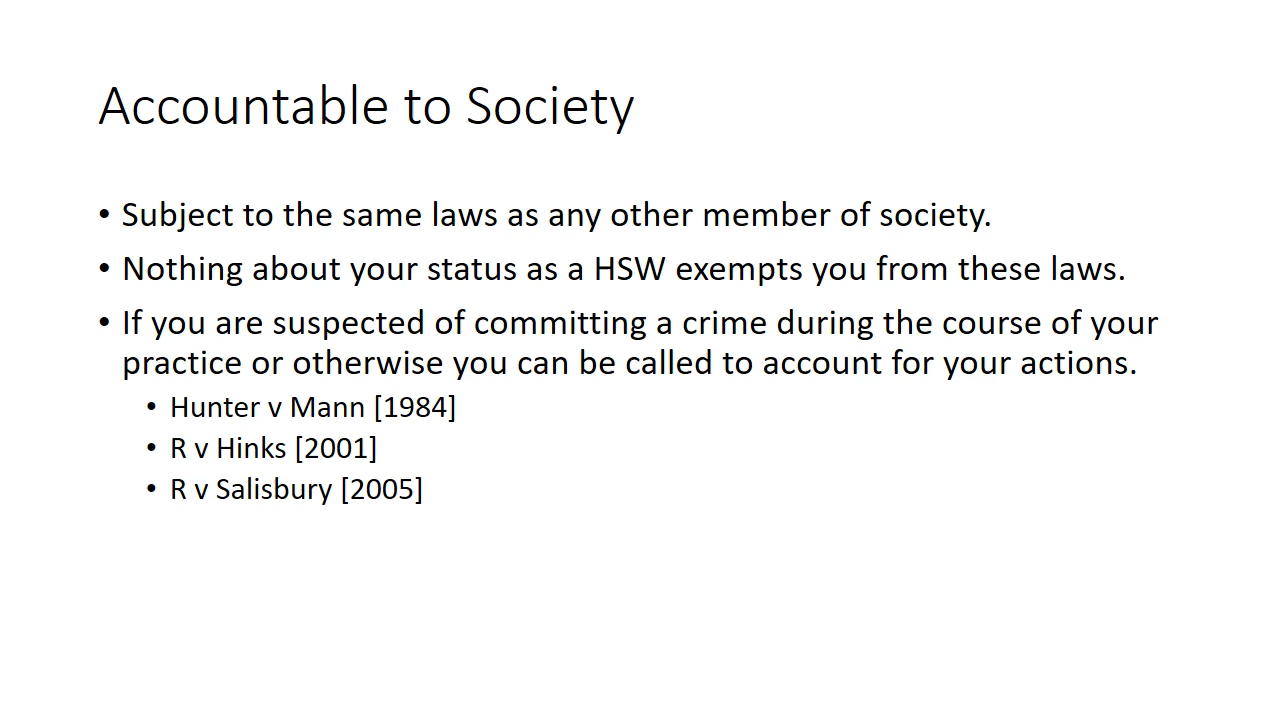 Accountable to Society
• Subject to the same laws as any other member of society.
• Nothing about your status as a HSW exempts you from these laws.
• If you are suspected of committing a crime during the course of your
practice or otherwise you can be called to account for your actions.
• Hunter v Mann [1984]
• R v Hinks [2001]
• R v Salisbury [2005]